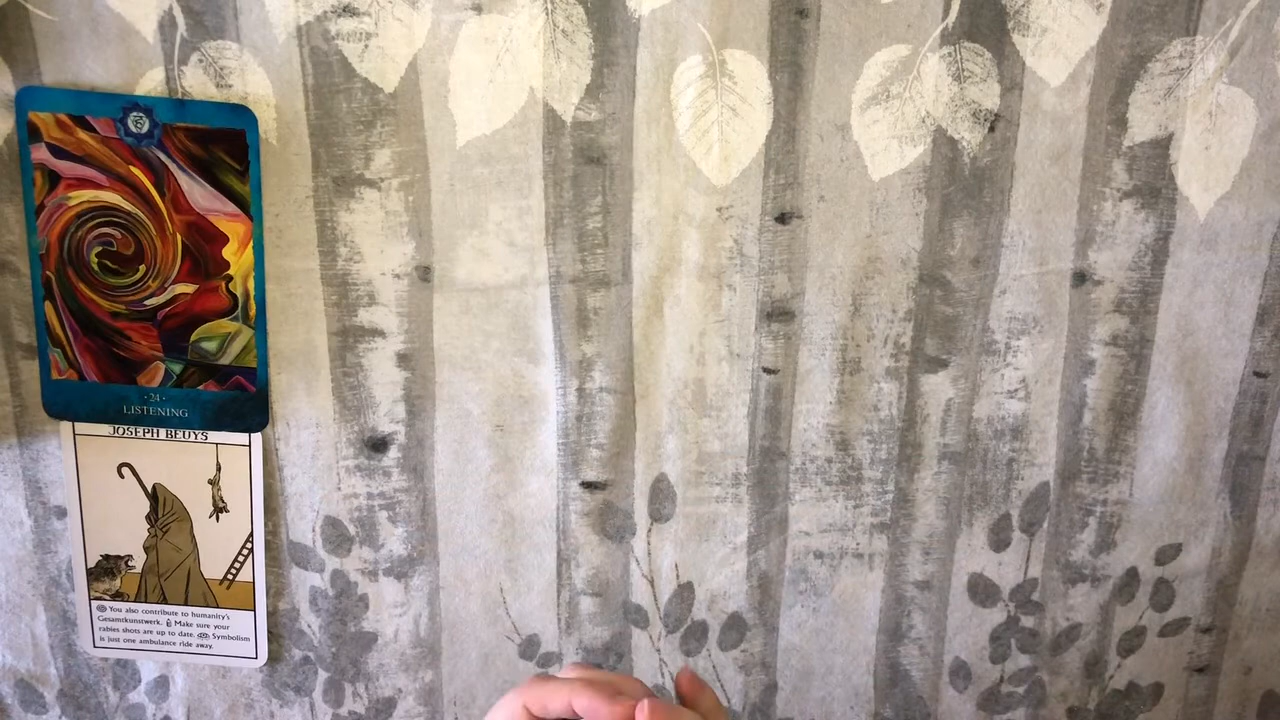 · 24 ·
LISTENING
JOSEPH BEUYS
You also contribute to humanity's
Gesamtkunstwerk. Make sure your
rabies shots are up to date. Symbolism
is just one ambulance ride away.